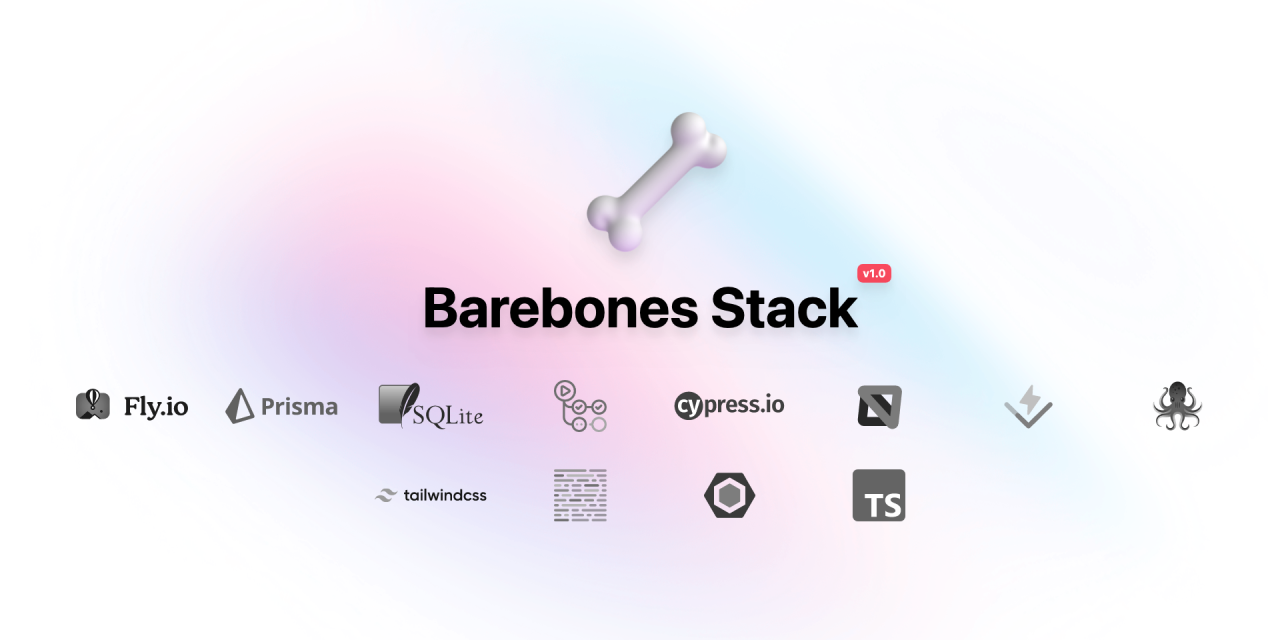 v1.0
Barebones Stack
Fly.io
Prisma
SQLite
cypress.io
tailwindcss
TS